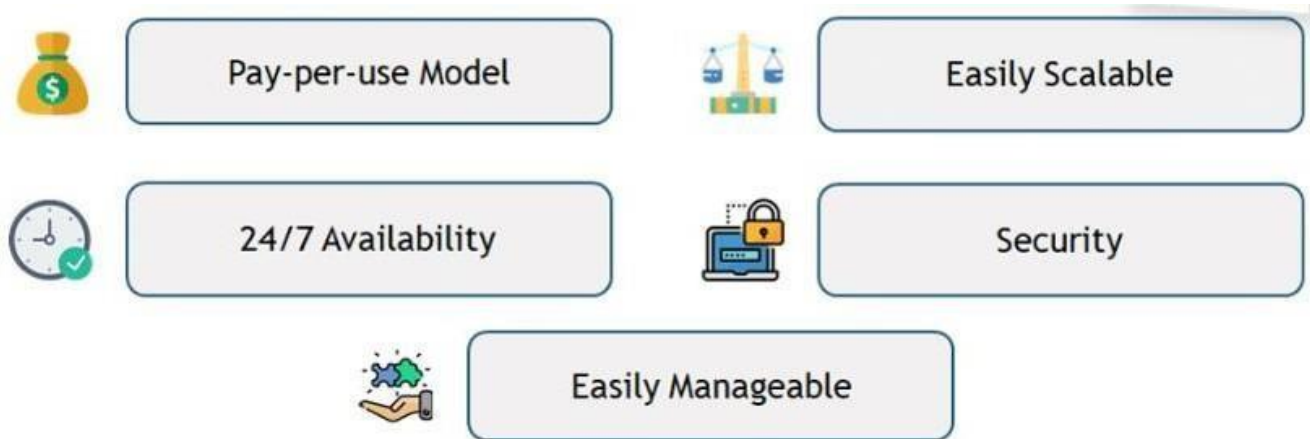 Pay-per-use Model
Easily Scalable
24/7 Availability
Security
Easily Manageable